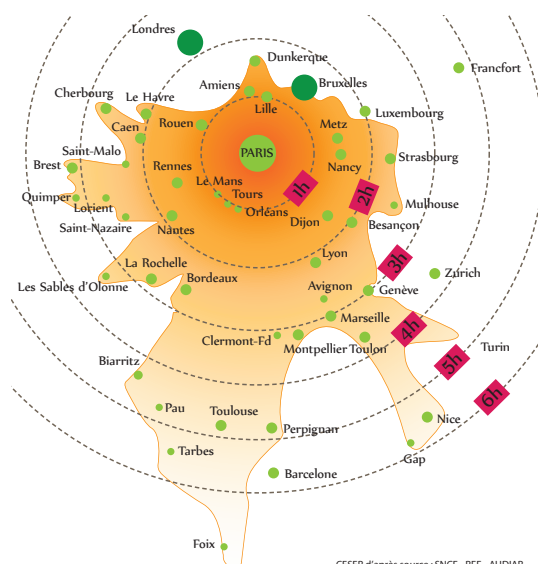 Londres
Dunkerque
Francfort
Amiens
Bruxelles
Cherbourg
Le Havre
Lille
Luxembourg
Rouen
Caen
Metz
PARIS
Saint-Malo
Strasbourg
Brest
Nancy
Rennes
Le Mans
1h
2h
Quimper
Tours
Lorient
Orléans
Mulhouse
Saint-Nazaire
Nantes
Dijon
Besançon
Lyon
3h
La Rochelle
Zurich
Les Sables d'Olonne
Bordeaux
Avignon
Genève
Marseille
4h
Clermont-Fd
Montpellier
Toulon
Turin
Biarritz
5h
6h
Pau
Toulouse
Nice
Perpignan
Tarbes
Gap
Barcelone
Foix